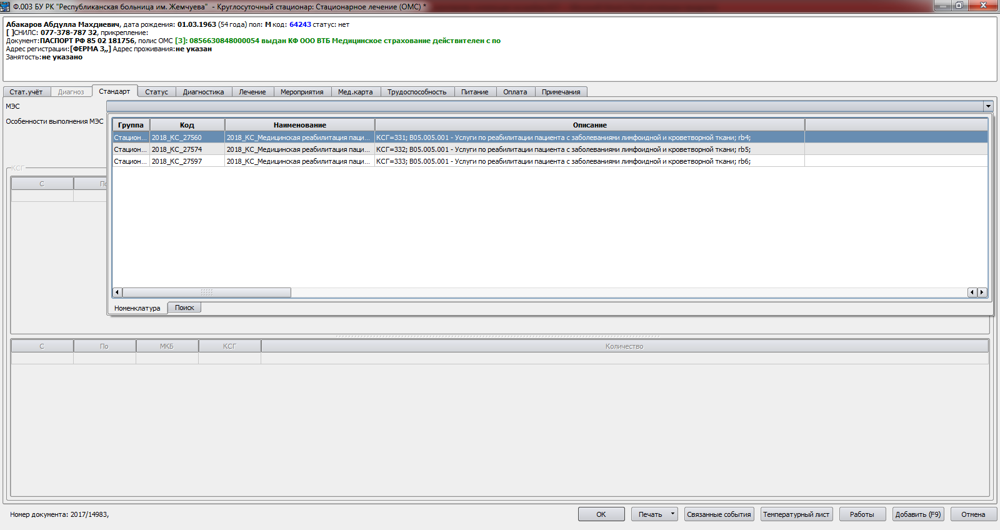 Ф.003 БУ РК "Республиканская больница им. Жемчуева" - Круглосуточный стационар: Стационарное лечение (ОМС) *
Абакаров Абдулла Махдиевич, дата рождения: 01.03.1963 (54 года) пол: М код: 64243 статус: нет
[ ]СНИЛС: 077-378-787 32, прикрепление:
Документ:ПАСПОРТ РФ 85 02 181756, полис ОМС [3]: 0856630848000054 выдан КФ ООО ВТБ Медицинское страхование действителен с по
Адрес регистрации:[ФЕРМА 3,,] Адрес проживания:не указан
Занятость:не указано
Стат.учёт Диагноз Стандарт Статус Диагностика Лечение Мероприятия Мед.карта Трудоспособность Питание Оплата Примечания
МЭС
Особенности выполнения МЭС
Группа Код Наименование Описание
Стацион... 2018_КС_27560 2018_КС_Медицинская реабилитация паци... КСГ=331; B05.005.001 - Услуги по реабилитации пациента с заболеваниями лимфоидной и кроветворной ткани; rb4;
Стацион... 2018_КС_27574 2018_КС_Медицинская реабилитация паци... КСГ=332; B05.005.001 - Услуги по реабилитации пациента с заболеваниями лимфоидной и кроветворной ткани; rb5;
Стацион... 2018_КС_27597 2018_КС_Медицинская реабилитация паци... КСГ=333; B05.005.001 - Услуги по реабилитации пациента с заболеваниями лимфоидной и кроветворной ткани; rb6;
КСГ
С По
Номенклатура Поиск
С По МКБ КСГ Количество
Номер документа: 2017/14983,
ОК Печать Связанные события Температурный лист Работы Добавить (F9) Отмена